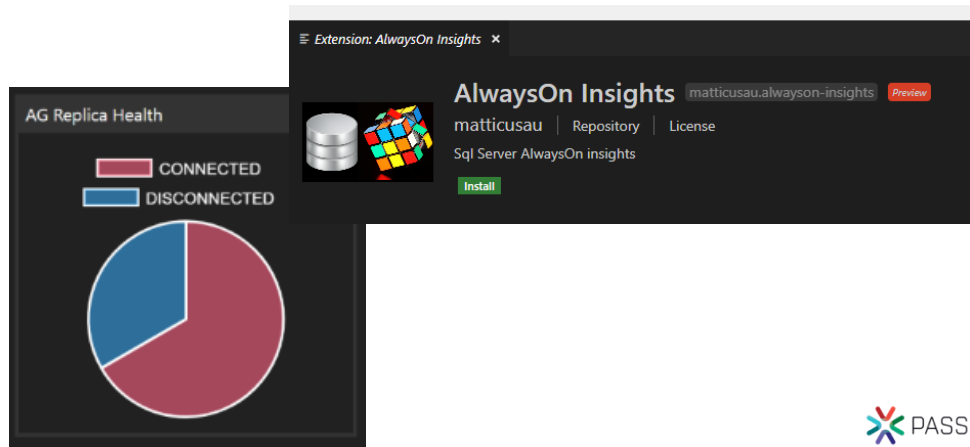 Extension: AlwaysOn Insights ×
AlwaysOn Insights matticusau.alwayson-insights Preview
matticusau | Repository | License
Sql Server AlwaysOn insights
Install
AG Replica Health
CONNECTED
DISCONNECTED
PASS